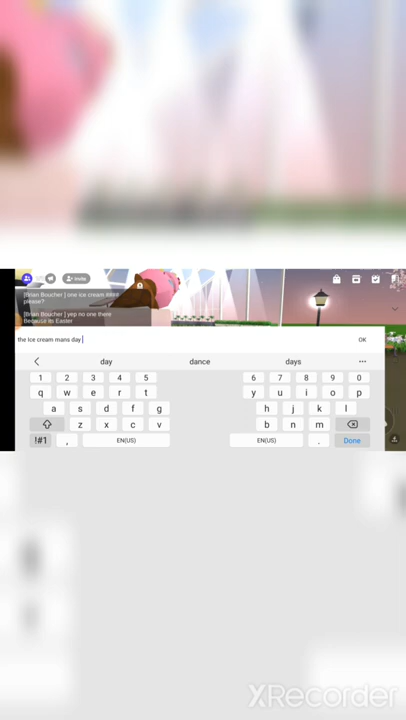 invite
[Brian Boucher ] one ice cream
please?
[Brian Boucher ] yep no one there
Because its Easter
the Ice cream mans day
OK
day dance days
1 2 3 4 5 6 7 8 9 0
q w e r t y u i o p
a s d f g h j k l
z x c v b n m
!#1 , EN(US) EN(US) . Done
XRecorder